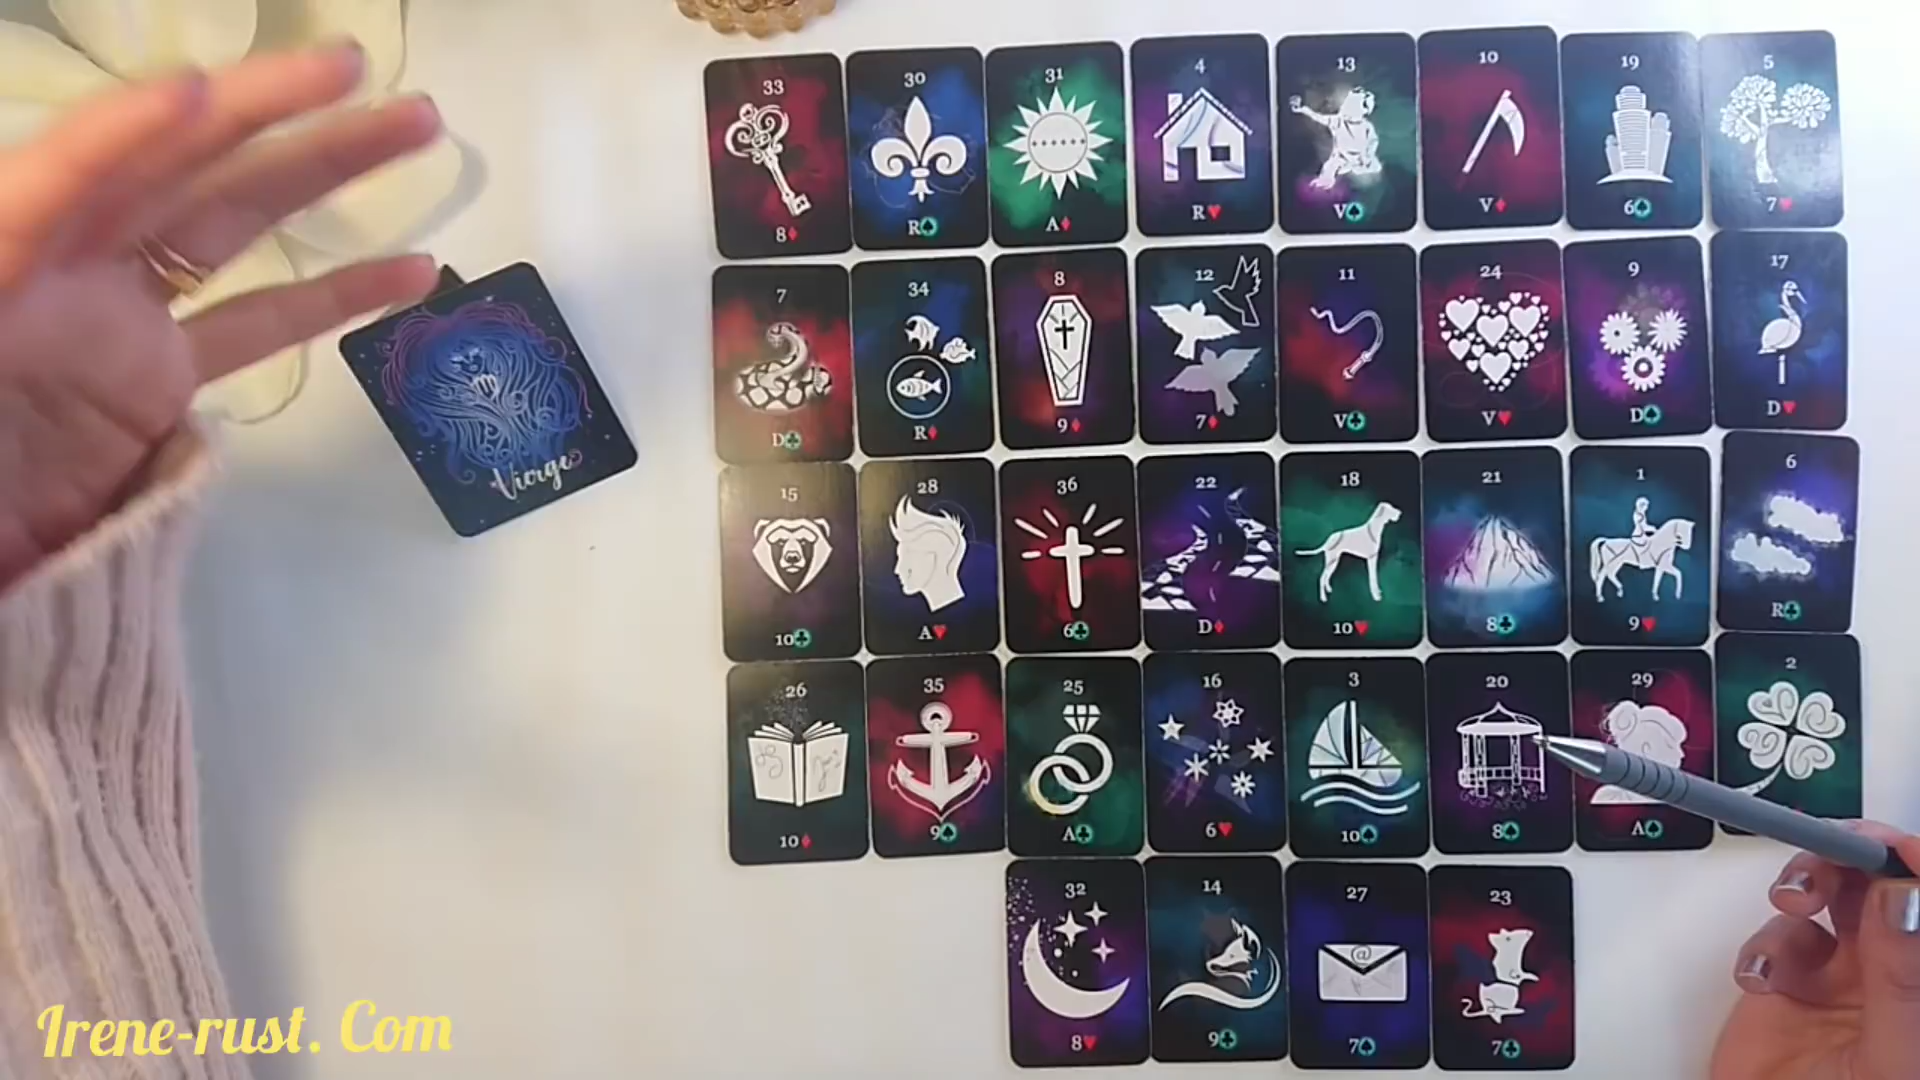 33 30 31 4 13 10 19 5
8♦ R♠ A♦ R♥ V♠ V♦ 6♠ 7♥
7 34 8 12 11 24 9 17
D♣ R♦ 9♦ 7♦ V♣ V♥ D♠ D♥
Vierge
15 28 36 22 18 21 1 6
10♣ A♥ 6♣ D♦ 10♥ 8♣ 9♥ R♣
26 35 25 16 3 20 29 2
10♦ 9♠ A♣ 6♥ 10♠ 8♠ A♠
32 14 27 23
@
8♥ 9♣ 7♠ 7♣
Irene-rust. Com